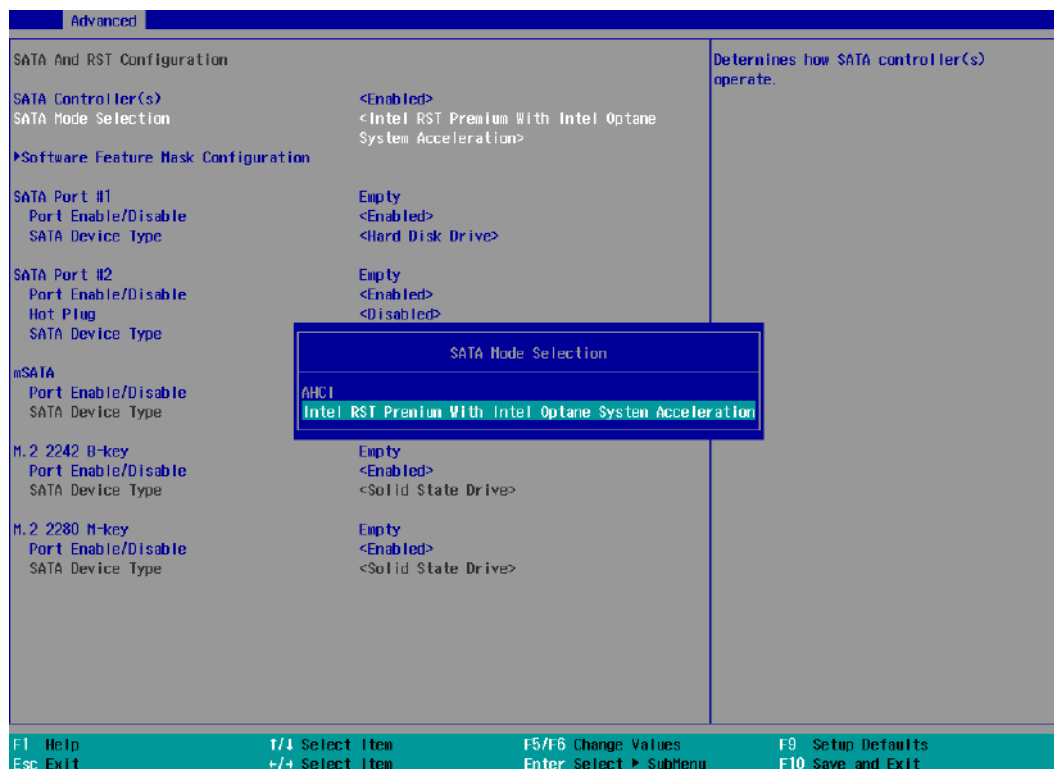 Advanced
SATA And RST Configuration
Determines how SATA controller(s)
operate.
SATA Controller(s) <Enabled>
SATA Mode Selection <Intel RST Premium With Intel Optane
System Acceleration>
▶Software Feature Mask Configuration
SATA Port #1 Empty
Port Enable/Disable <Enabled>
SATA Device Type <Hard Disk Drive>
SATA Port #2 Empty
Port Enable/Disable <Enabled>
Hot Plug <Disabled>
SATA Device Type
SATA Mode Selection
AHCI
Intel RST Premium With Intel Optane System Acceleration
mSATA
Port Enable/Disable
SATA Device Type
M.2 2242 B-key Empty
Port Enable/Disable <Enabled>
SATA Device Type <Solid State Drive>
M.2 2280 M-key Empty
Port Enable/Disable <Enabled>
SATA Device Type <Solid State Drive>
F1 Help ↑/↓ Select Item F5/F6 Change Values F9 Setup Defaults
Esc Exit ←/→ Select Item Enter Select ▶ SubMenu F10 Save and Exit